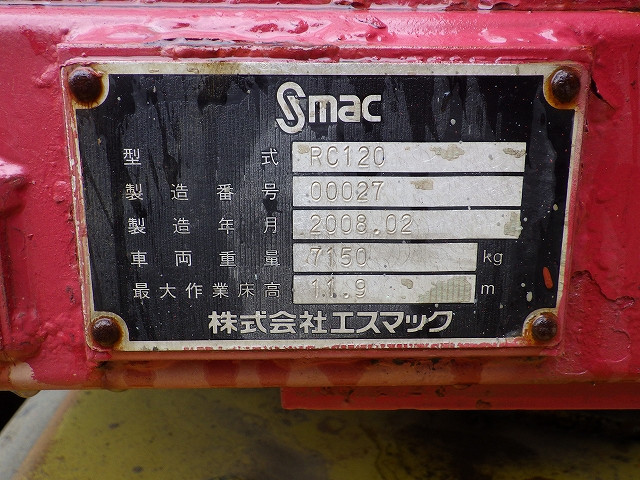 Smac
型式 RC120
製造番号 00027
製造年月 2008.02
車両重量 7150 kg
最大作業床高 11.9 m
株式会社エスマック